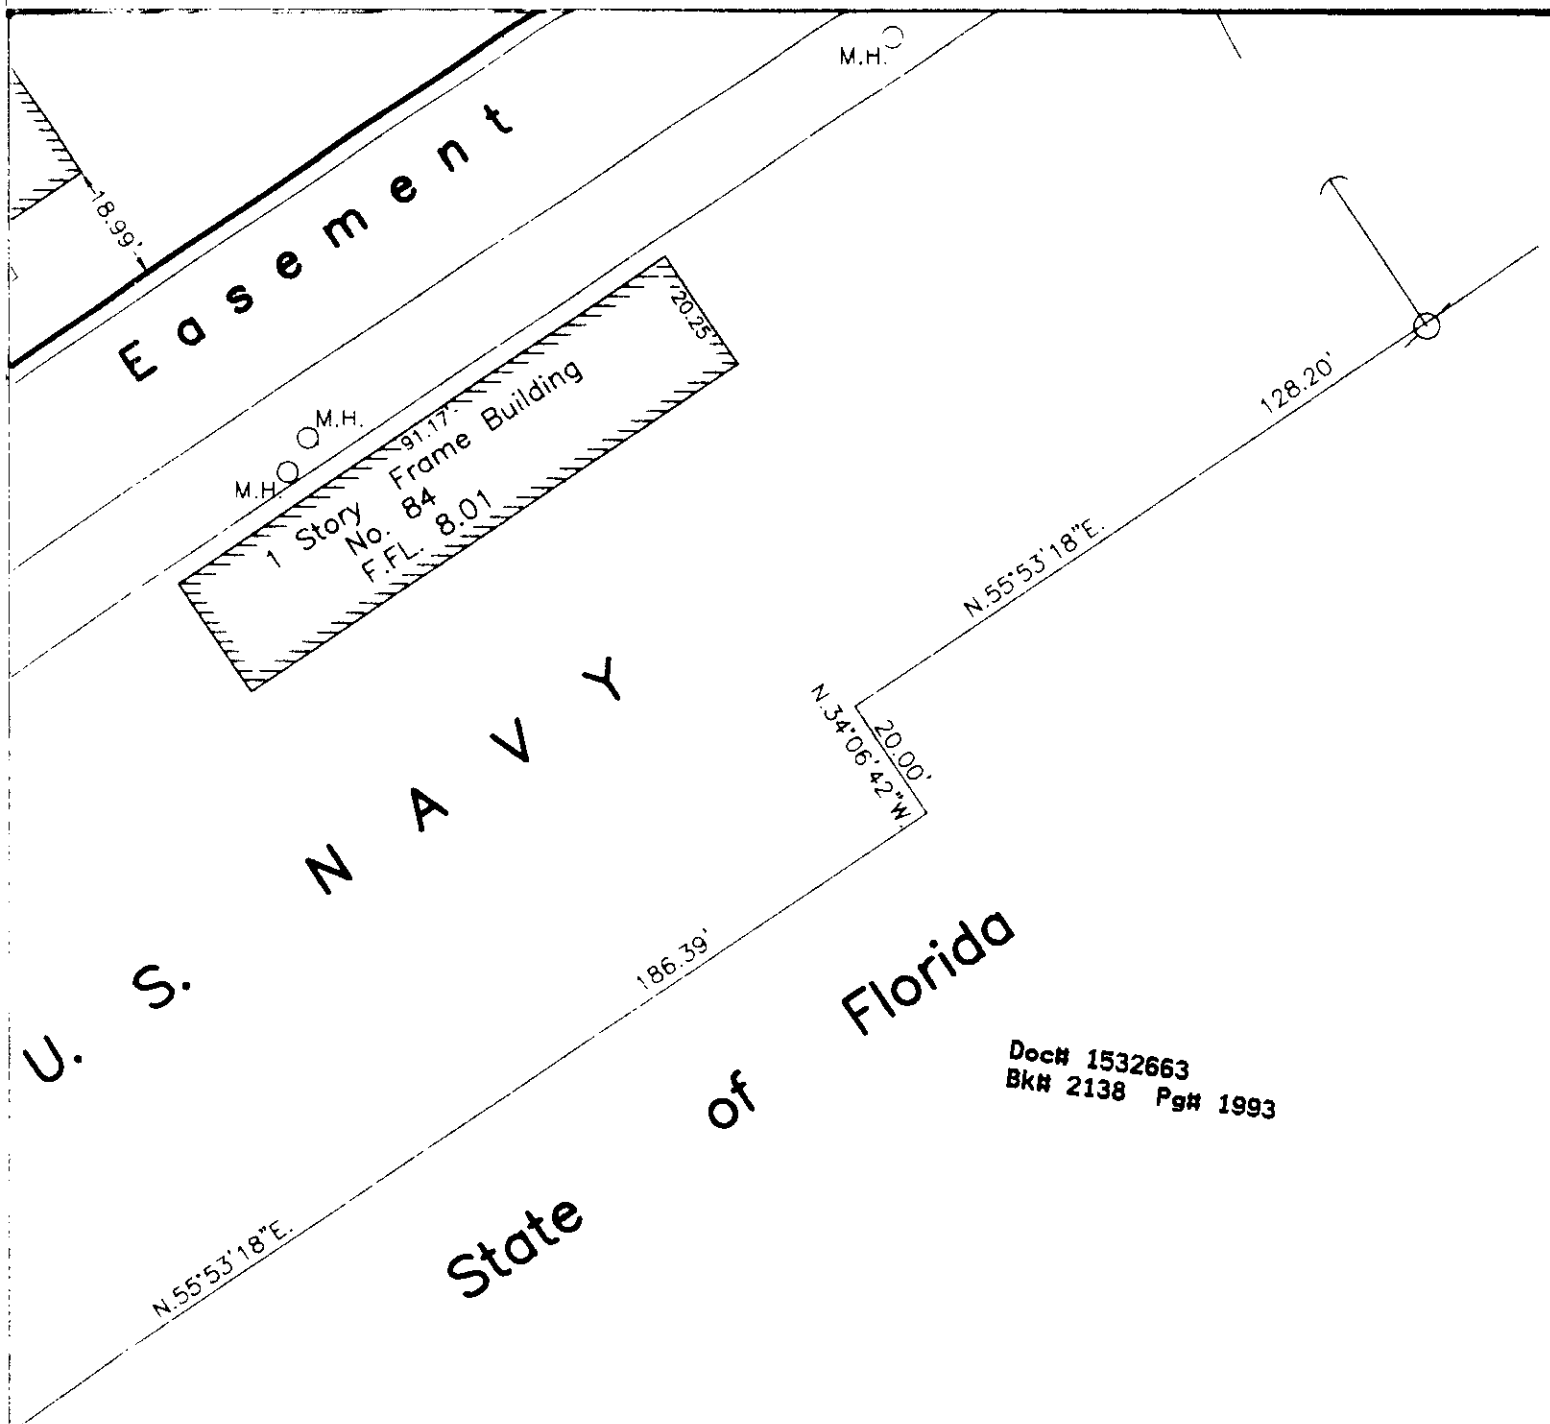 M.H.
Easement
18.99'
20.25'
128.20'
M.H.
91.17'
M.H.
1 Story Frame Building
No. 84
F.FL. 8.01
N.55°53'18"E.
U. S. NAVY
20.00'
N.34°06'42"W.
186.39'
State of Florida
Doc# 1532663
Bk# 2138 Pg# 1993
N.55°53'18"E.